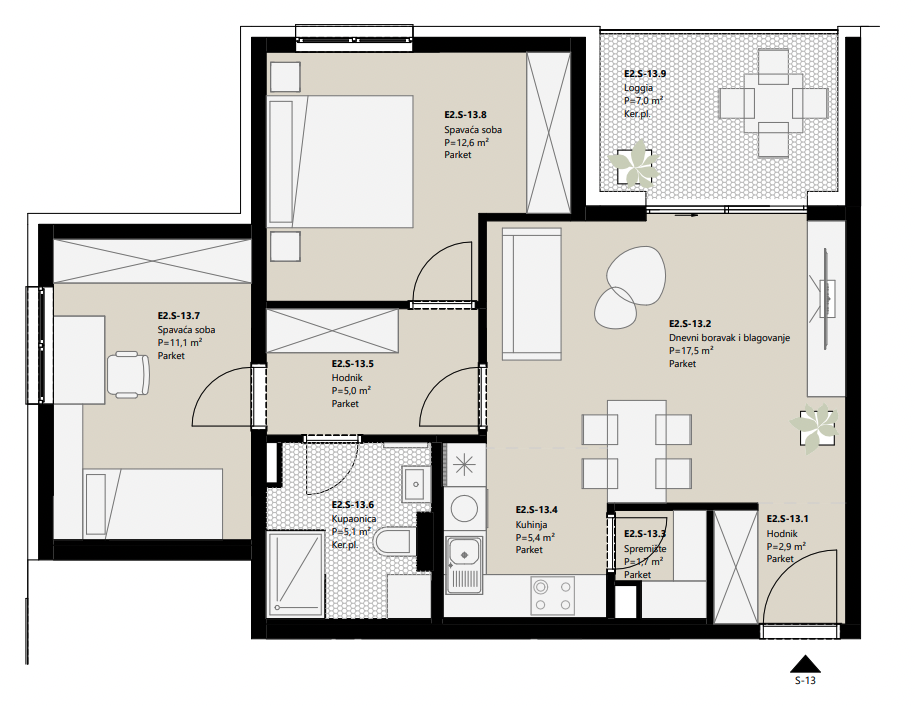 E2.S-13.9
Loggia
P=7,0 m²
Ker.pl.
E2.S-13.8
Spavaća soba
P=12,6 m²
Parket
E2.S-13.7
Spavaća soba
P=11,1 m²
Parket
E2.S-13.2
Dnevni boravak i blagovanje
P=17,5 m²
Parket
E2.S-13.5
Hodnik
P=5,0 m²
Parket
E2.S-13.6
Kupaonica
P=5,1 m²
Ker.pl.
E2.S-13.4
Kuhinja
P=5,4 m²
Parket
E2.S-13.3
Spremište
P=1,7 m²
Parket
E2.S-13.1
Hodnik
P=2,9 m²
Parket
S-13